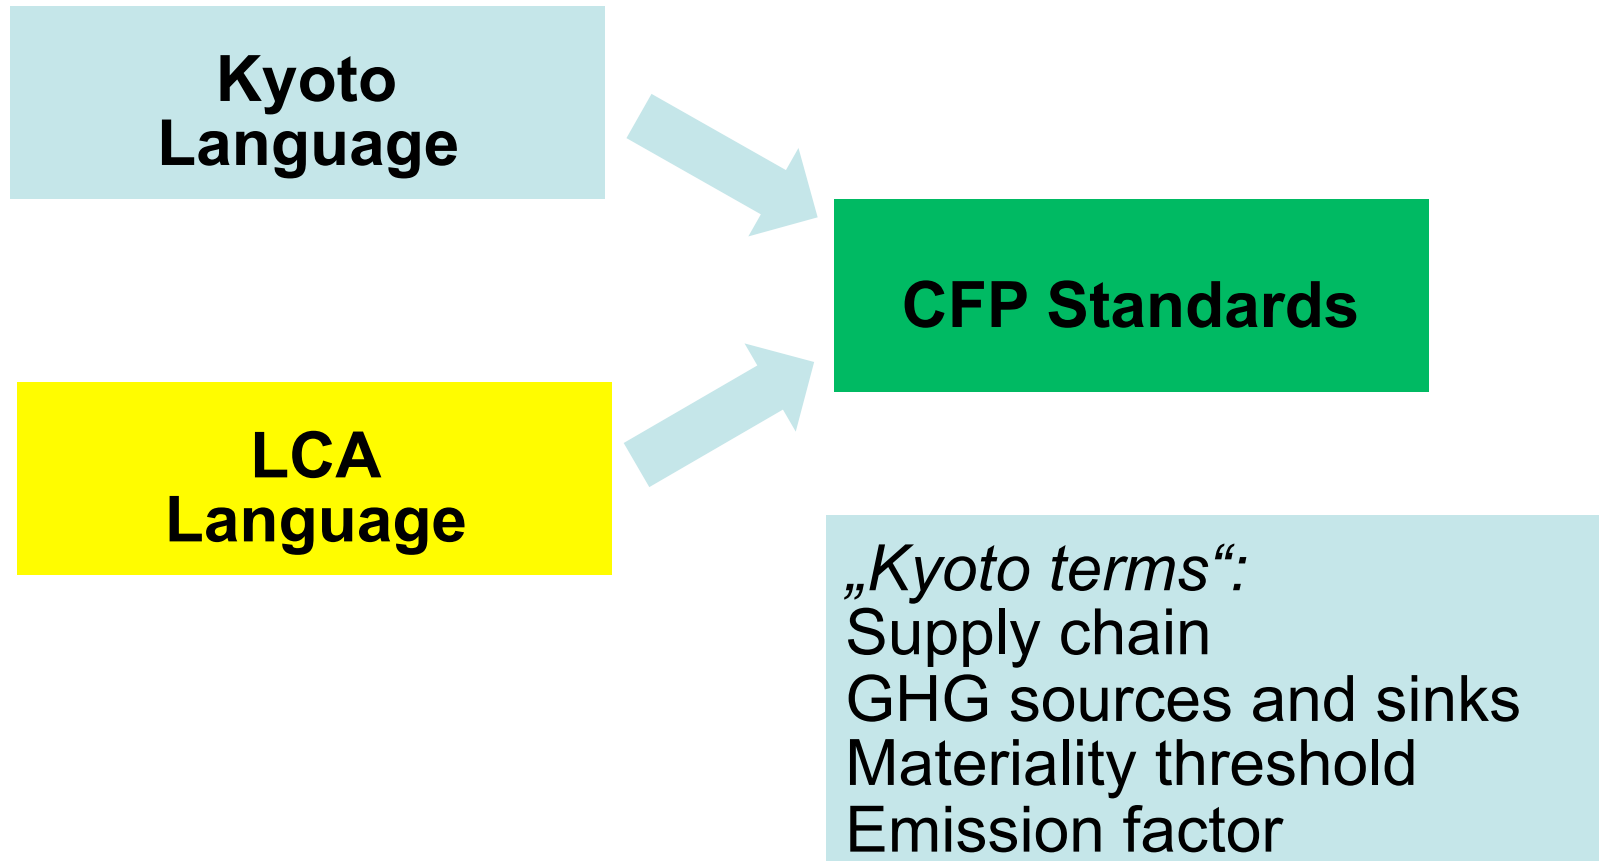 Kyoto
Language
CFP Standards
LCA
Language
„Kyoto terms“:
Supply chain
GHG sources and sinks
Materiality threshold
Emission factor